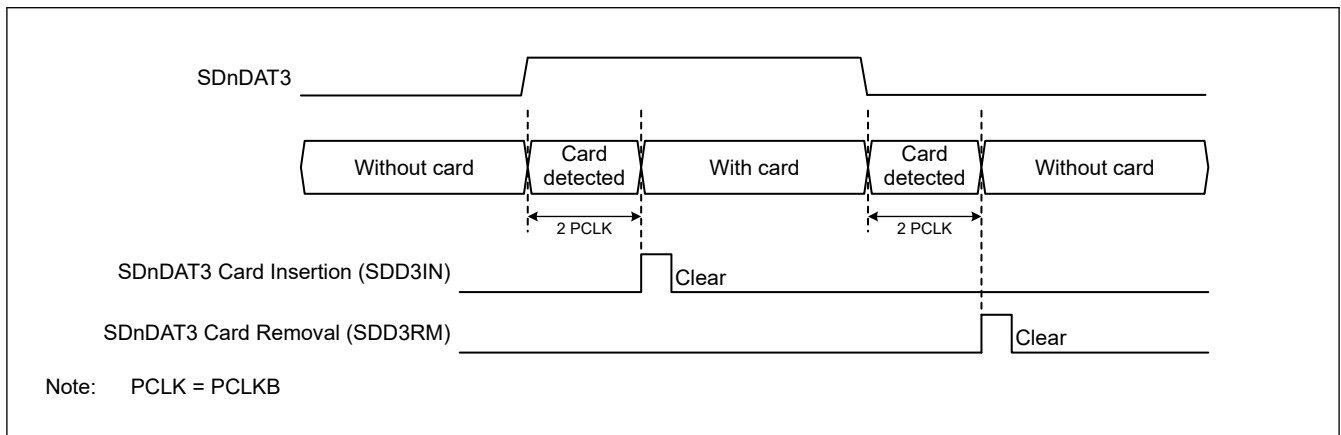 SDnDAT3
Without card
Card
detected
With card
Card
detected
Without card
2 PCLK
2 PCLK
SDnDAT3 Card Insertion (SDD3IN)
Clear
SDnDAT3 Card Removal (SDD3RM)
Clear
Note: PCLK = PCLKB